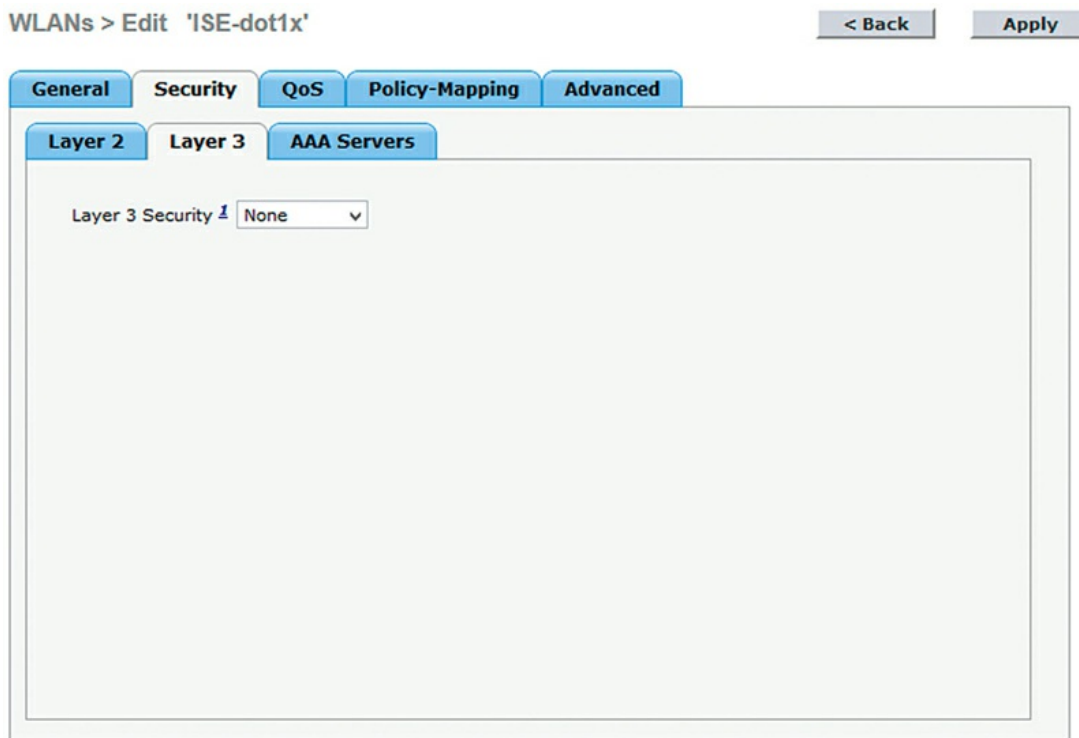 WLANs > Edit 'ISE-dot1x'
< Back
Apply
General
Security
QoS
Policy-Mapping
Advanced
Layer 2
Layer 3
AAA Servers
Layer 3 Security 1
None